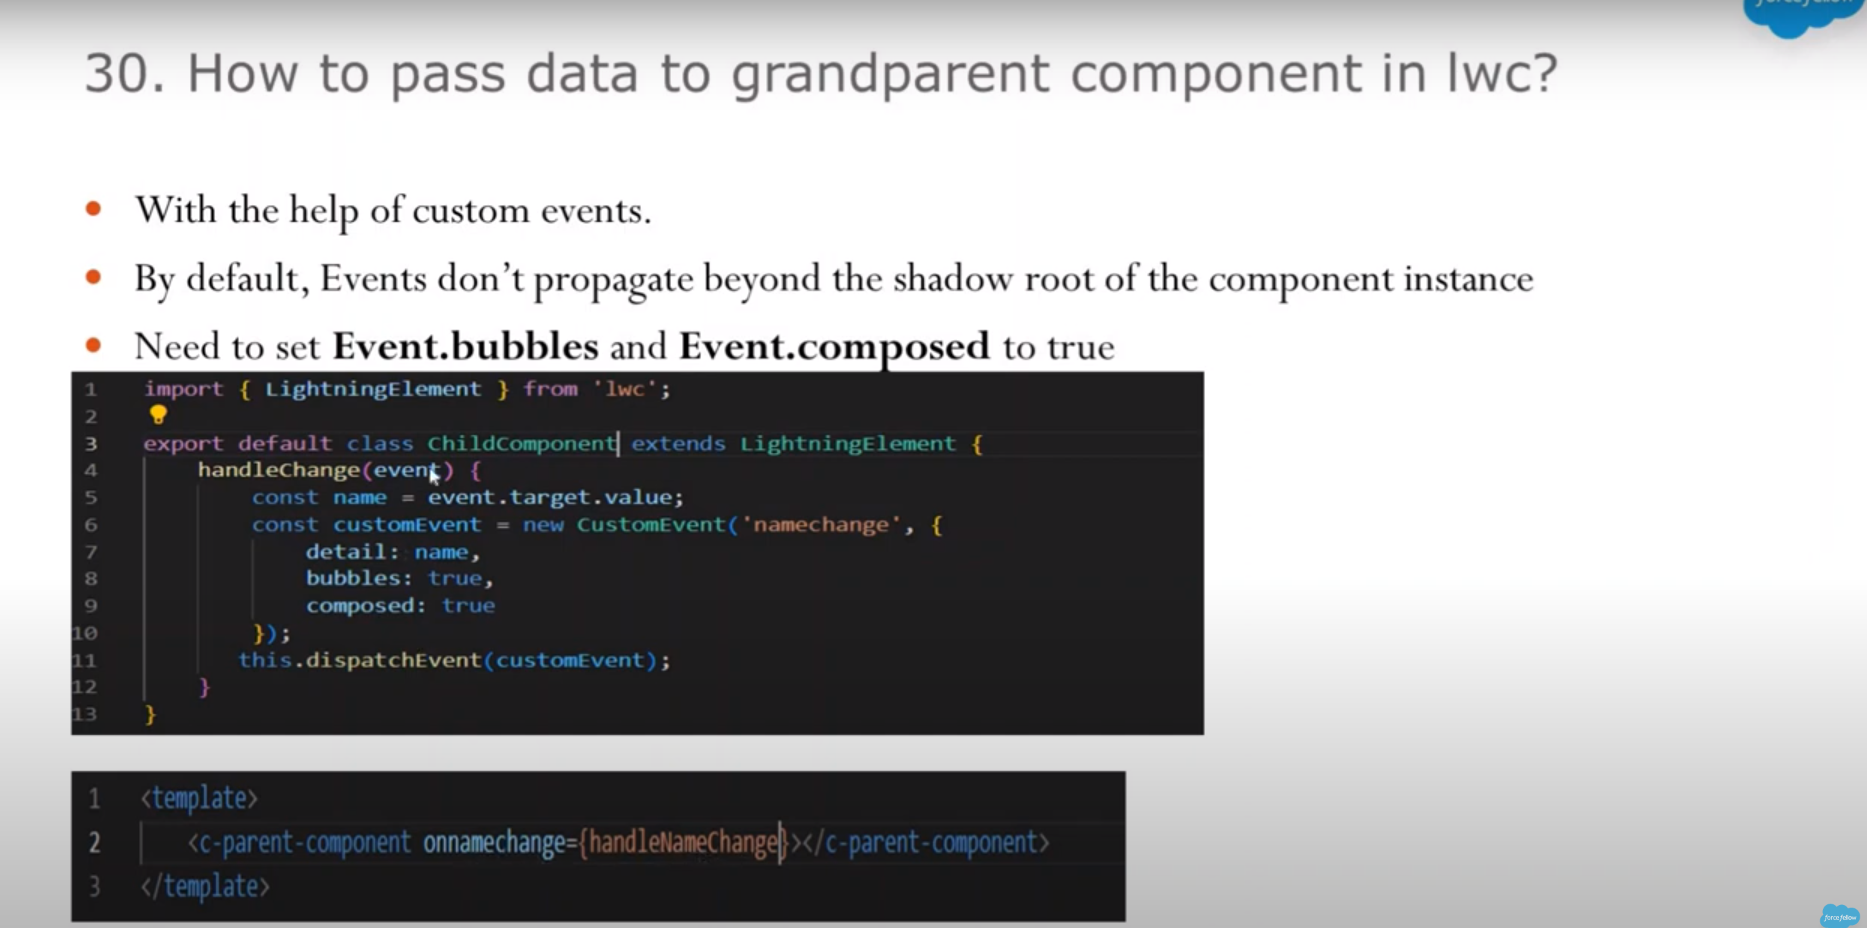 forcefellow
30. How to pass data to grandparent component in lwc?
• With the help of custom events.
• By default, Events don't propagate beyond the shadow root of the component instance
• Need to set Event.bubbles and Event.composed to true
1 import { LightningElement } from 'lwc';
2
3 export default class ChildComponent extends LightningElement {
4 handleChange(event) {
5 const name = event.target.value;
6 const customEvent = new CustomEvent('namechange', {
7 detail: name,
8 bubbles: true,
9 composed: true
10 });
11 this.dispatchEvent(customEvent);
12 }
13 }
1 <template>
2 <c-parent-component onnamechange={handleNameChange}></c-parent-component>
3 </template>
forcefellow